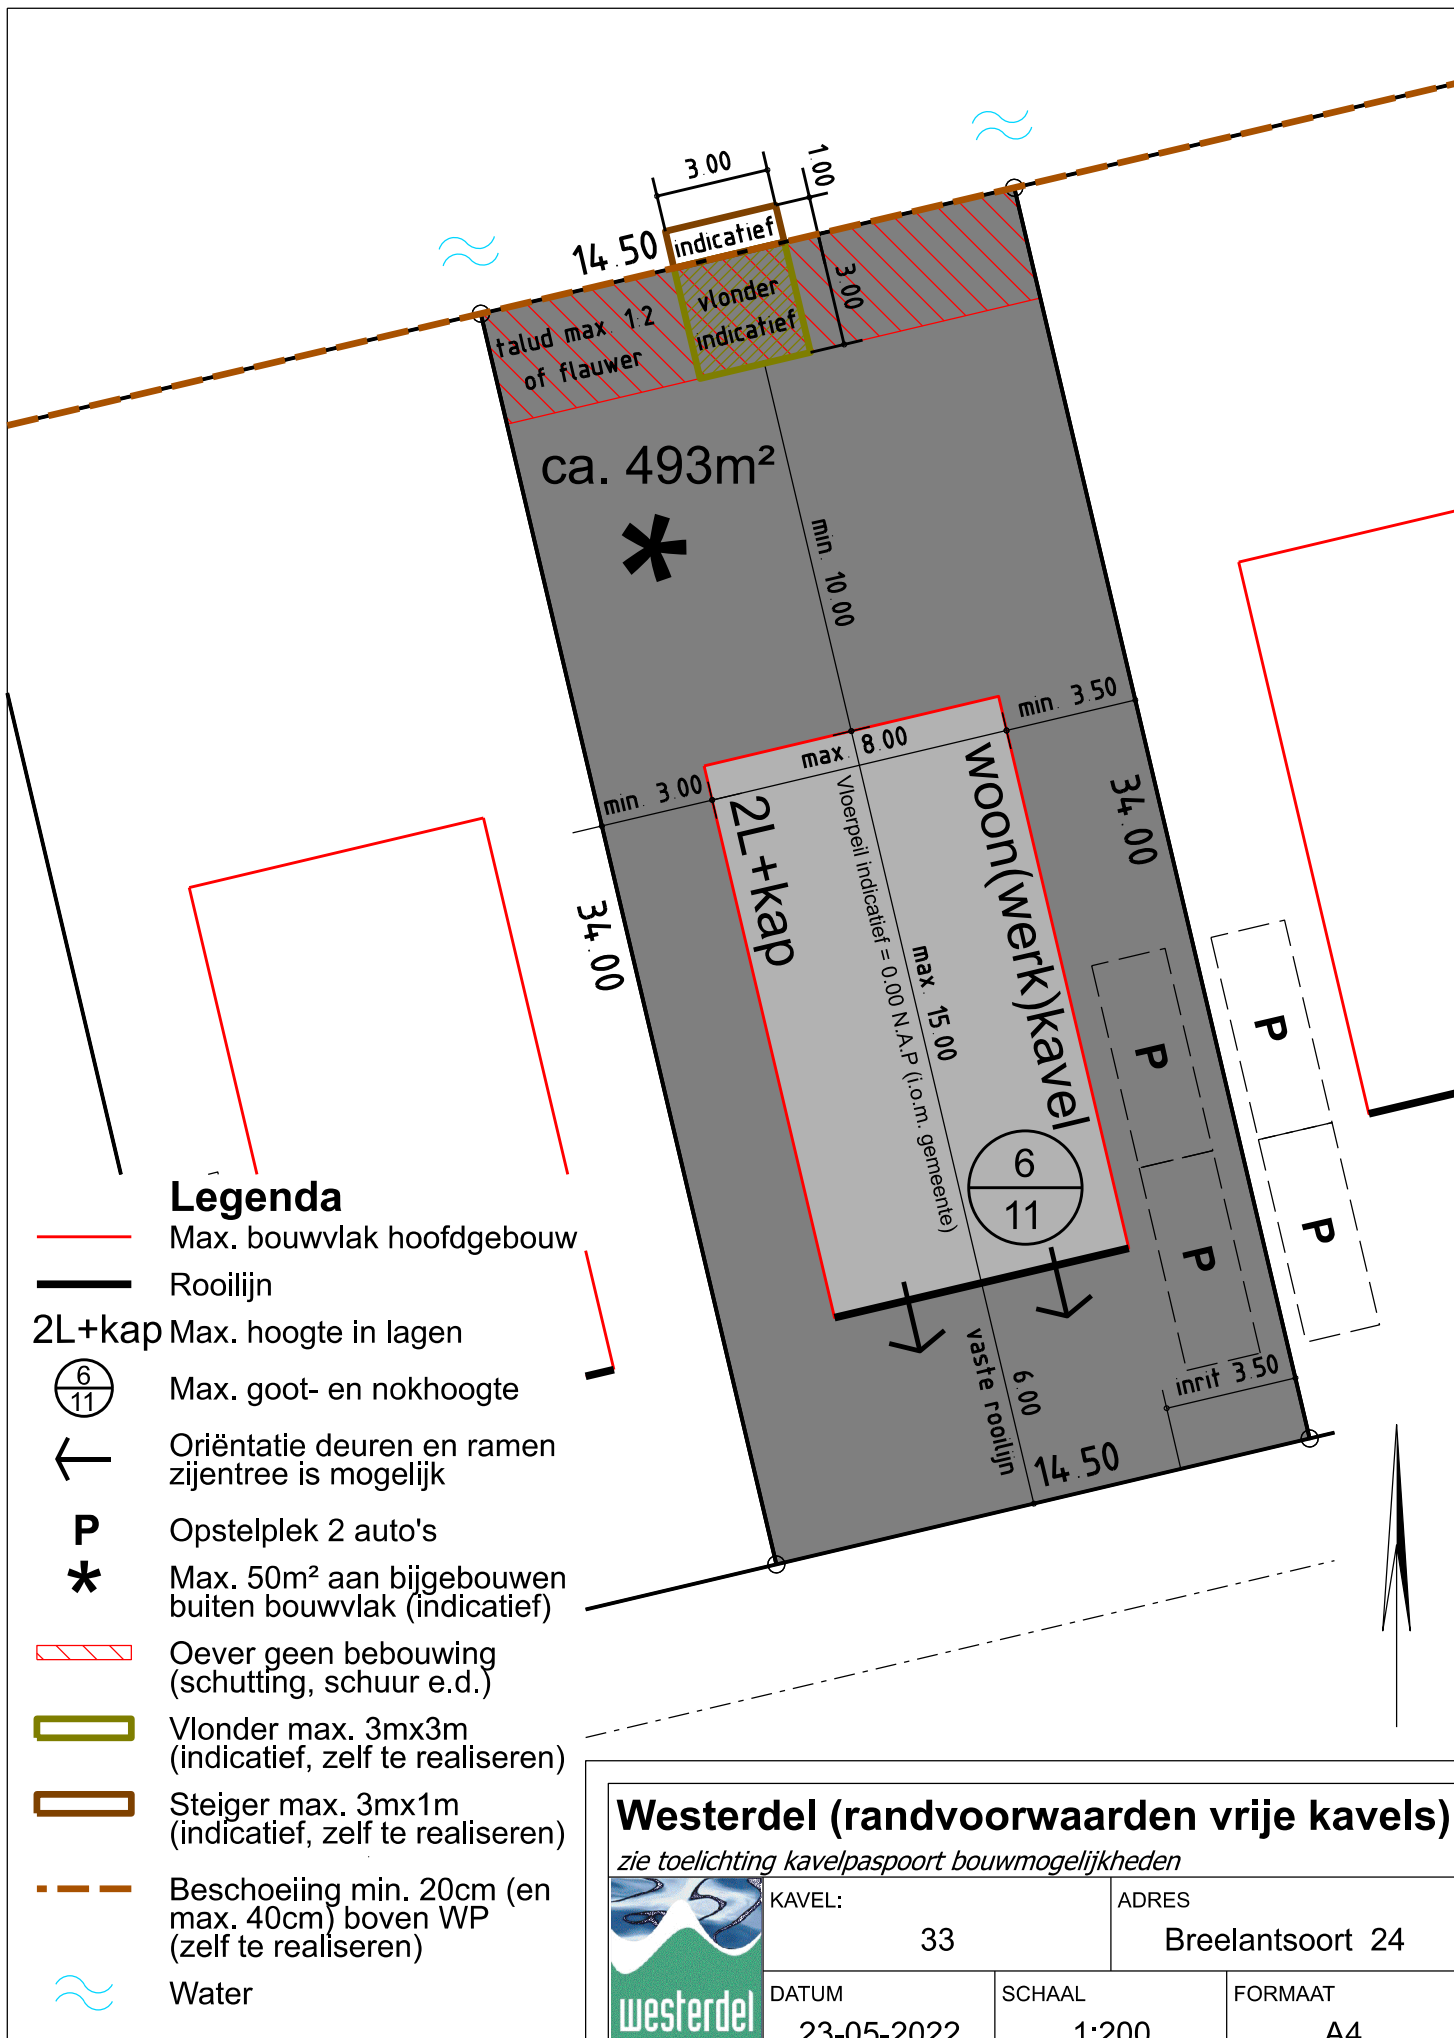 3.00
1.00
14.50
indicatief
3.00
vlonder
indicatief
talud max. 1:2
of flauwer
ca. 493m²
*
min. 10.00
min. 3.50
max. 8.00
min. 3.00
2L+kap
Vloerpeil indicatief = 0.00 N.A.P (i.o.m. gemeente)
max. 15.00
woon(werk)kavel
34.00
34.00
P
P
P
P
6
11
vaste rooilijn
6.00
inrit 3.50
14.50
Legenda
Max. bouwvlak hoofdgebouw
Rooilijn
2L+kap Max. hoogte in lagen
6
11
Max. goot- en nokhoogte
Oriëntatie deuren en ramen
zijentree is mogelijk
P Opstelplek 2 auto's
* Max. 50m² aan bijgebouwen
buiten bouwvlak (indicatief)
Oever geen bebouwing
(schutting, schuur e.d.)
Vlonder max. 3mx3m
(indicatief, zelf te realiseren)
Steiger max. 3mx1m
(indicatief, zelf te realiseren)
Beschoeiing min. 20cm (en
max. 40cm) boven WP
(zelf te realiseren)
Water
Westerdel (randvoorwaarden vrije kavels)
zie toelichting kavelpaspoort bouwmogelijkheden
KAVEL:
33
ADRES
Breelantsoort 24
westerdel
DATUM
23-05-2022
SCHAAL
1:200
FORMAAT
A4